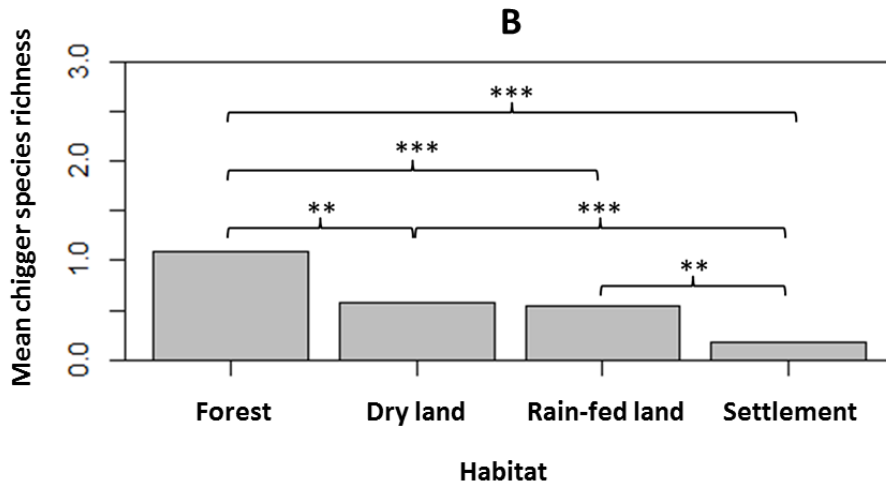 B
Mean chigger species richness
3.0
2.0
1.0
0.0
***
***
**
***
**
Forest
Dry land
Rain-fed land
Settlement
Habitat